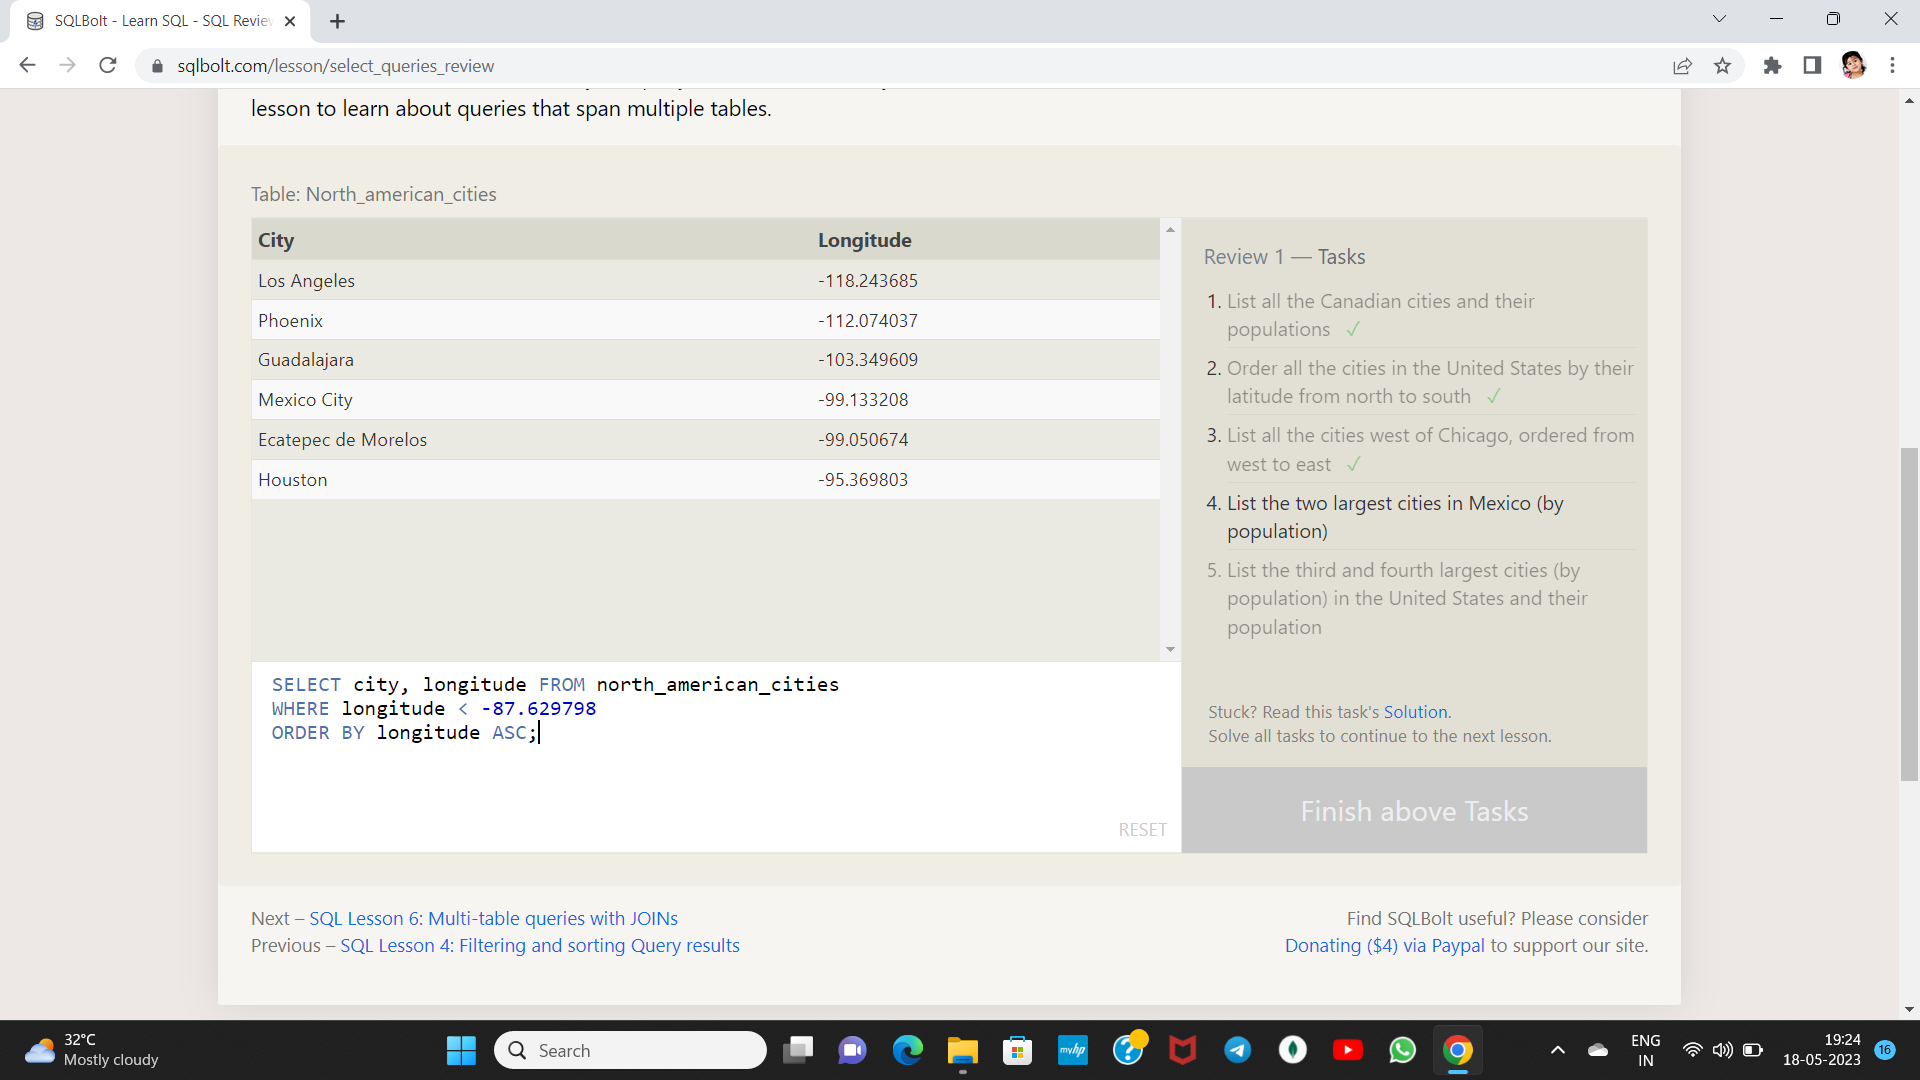 SQLBolt - Learn SQL - SQL Review
sqlbolt.com/lesson/select_queries_review
lesson to learn about queries that span multiple tables.
Table: North_american_cities
City Longitude
Los Angeles -118.243685
Phoenix -112.074037
Guadalajara -103.349609
Mexico City -99.133208
Ecatepec de Morelos -99.050674
Houston -95.369803
SELECT city, longitude FROM north_american_cities
WHERE longitude < -87.629798
ORDER BY longitude ASC;
RESET
Review 1 — Tasks
1. List all the Canadian cities and their
populations ✓
2. Order all the cities in the United States by their
latitude from north to south ✓
3. List all the cities west of Chicago, ordered from
west to east ✓
4. List the two largest cities in Mexico (by
population)
5. List the third and fourth largest cities (by
population) in the United States and their
population
Stuck? Read this task's Solution.
Solve all tasks to continue to the next lesson.
Finish above Tasks
Next – SQL Lesson 6: Multi-table queries with JOINs
Previous – SQL Lesson 4: Filtering and sorting Query results
Find SQLBolt useful? Please consider
Donating ($4) via Paypal to support our site.
32°C
Mostly cloudy
Search
myhp
ENG
IN
19:24
18-05-2023
16